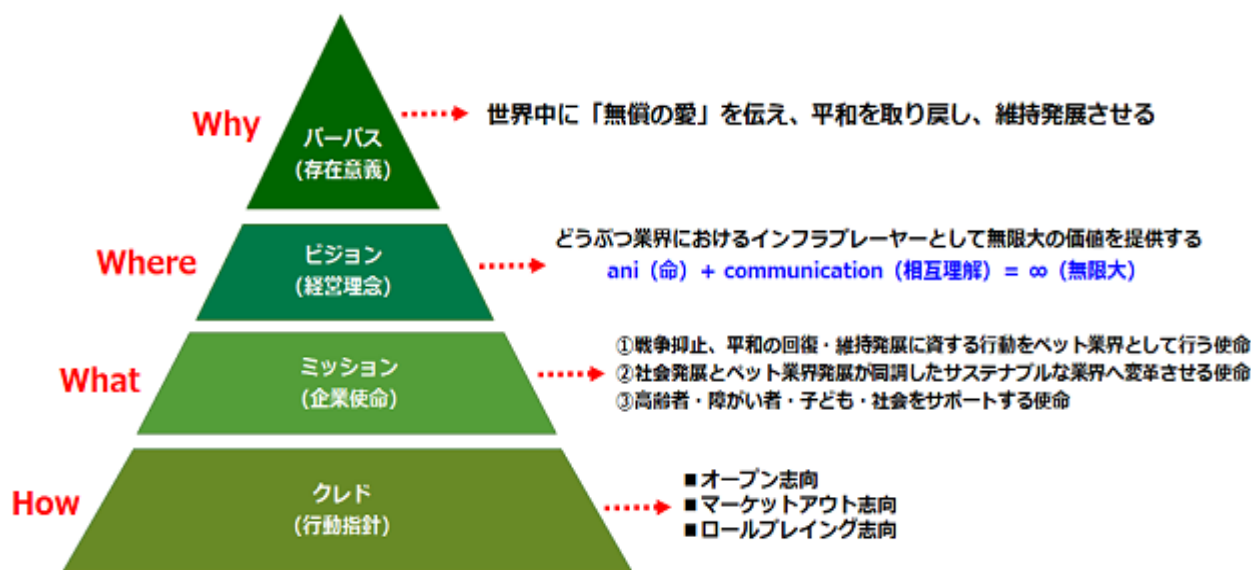 Why
パーパス
(存在意義)
世界中に「無償の愛」を伝え、平和を取り戻し、維持発展させる
Where
ビジョン
(経営理念)
どうぶつ業界におけるインフラプレーヤーとして無限大の価値を提供する
ani（命）+ communication（相互理解）= ∞（無限大）
What
ミッション
(企業使命)
①戦争抑止、平和の回復・維持発展に資する行動をペット業界として行う使命
②社会発展とペット業界発展が同調したサステナブルな業界へ変革させる使命
③高齢者・障がい者・子ども・社会をサポートする使命
How
クレド
(行動指針)
■オープン志向
■マーケットアウト志向
■ロールプレイング志向